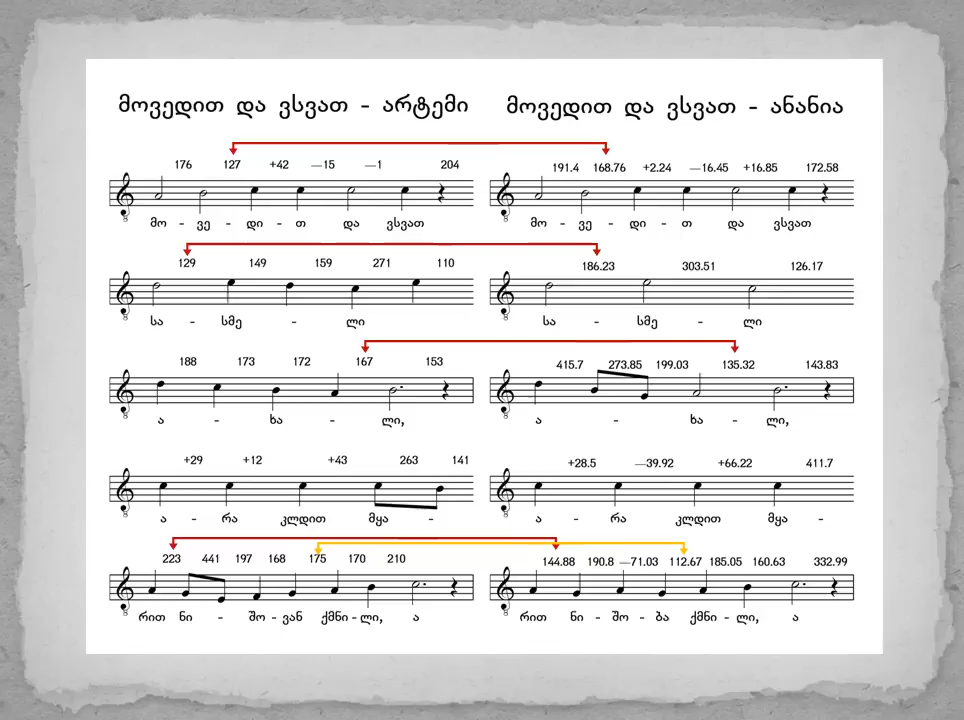 მოვედით და ვსვათ - არტემი
176 127 +42 —15 —1 204
მო - ვე - დი - თ და ვსვათ
129 149 159 271 110
სა - სმე - ლი
188 173 172 167 153
ა - ხა - ლი,
+29 +12 +43 263 141
ა - რა კლდით მყა -
223 441 197 168 175 170 210
რით ნი - შო - ვან ქმნი - ლი, ა
მოვედით და ვსვათ - ანანია
191.4 168.76 +2.24 —16.45 +16.85 172.58
მო - ვე - დი - თ და ვსვათ
186.23 303.51 126.17
სა - სმე - ლი
415.7 273.85 199.03 135.32 143.83
ა - ხა - ლი,
+28.5 —39.92 +66.22 411.7
ა - რა კლდით მყა -
144.88 190.8 —71.03 112.67 185.05 160.63 332.99
რით ნი - შო - ბა ქმნი - ლი, ა